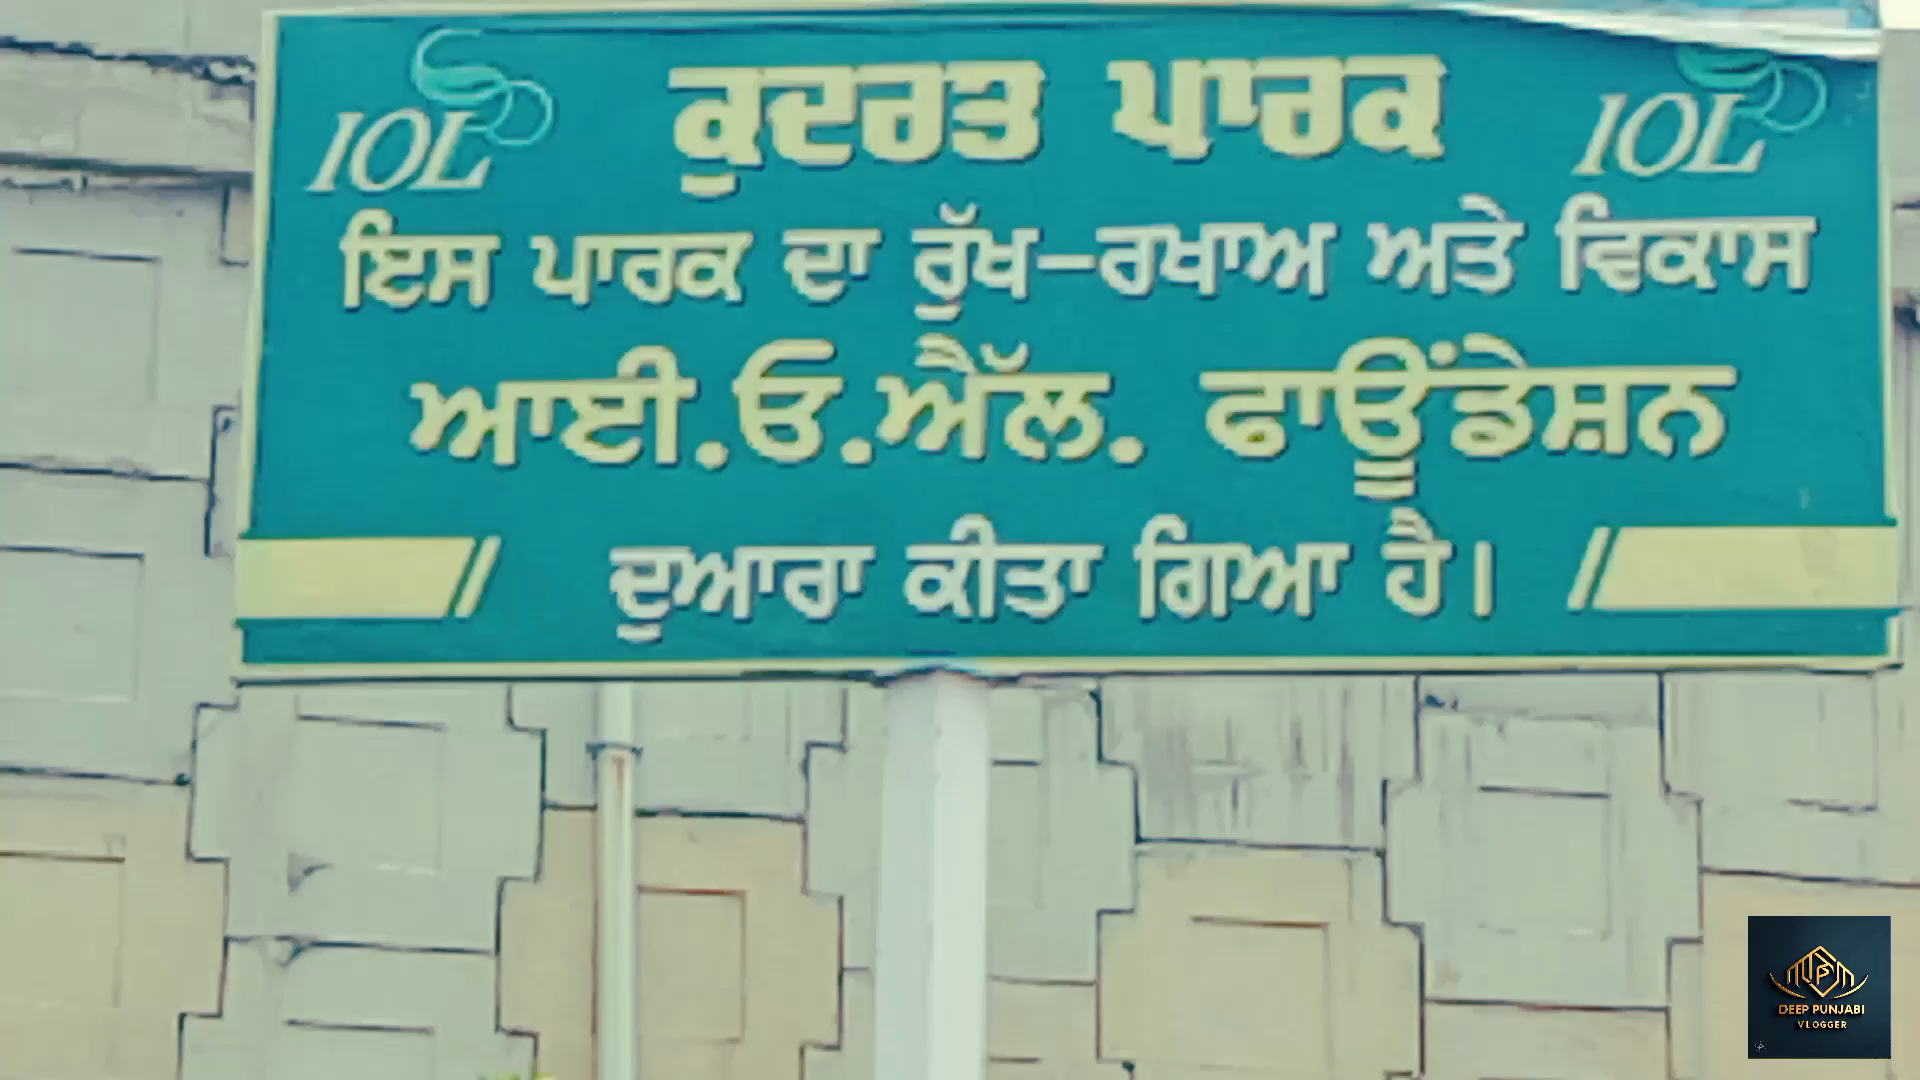 IOL ਕੁਦਰਤ ਪਾਰਕ IOL
ਇਸ ਪਾਰਕ ਦਾ ਰੁੱਖ-ਰਖਾਅ ਅਤੇ ਵਿਕਾਸ
ਆਈ.ਓ.ਐੱਲ. ਫਾਊਂਡੇਸ਼ਨ
ਦੁਆਰਾ ਕੀਤਾ ਗਿਆ ਹੈ।
DEEP PUNJABI
VLOGGER